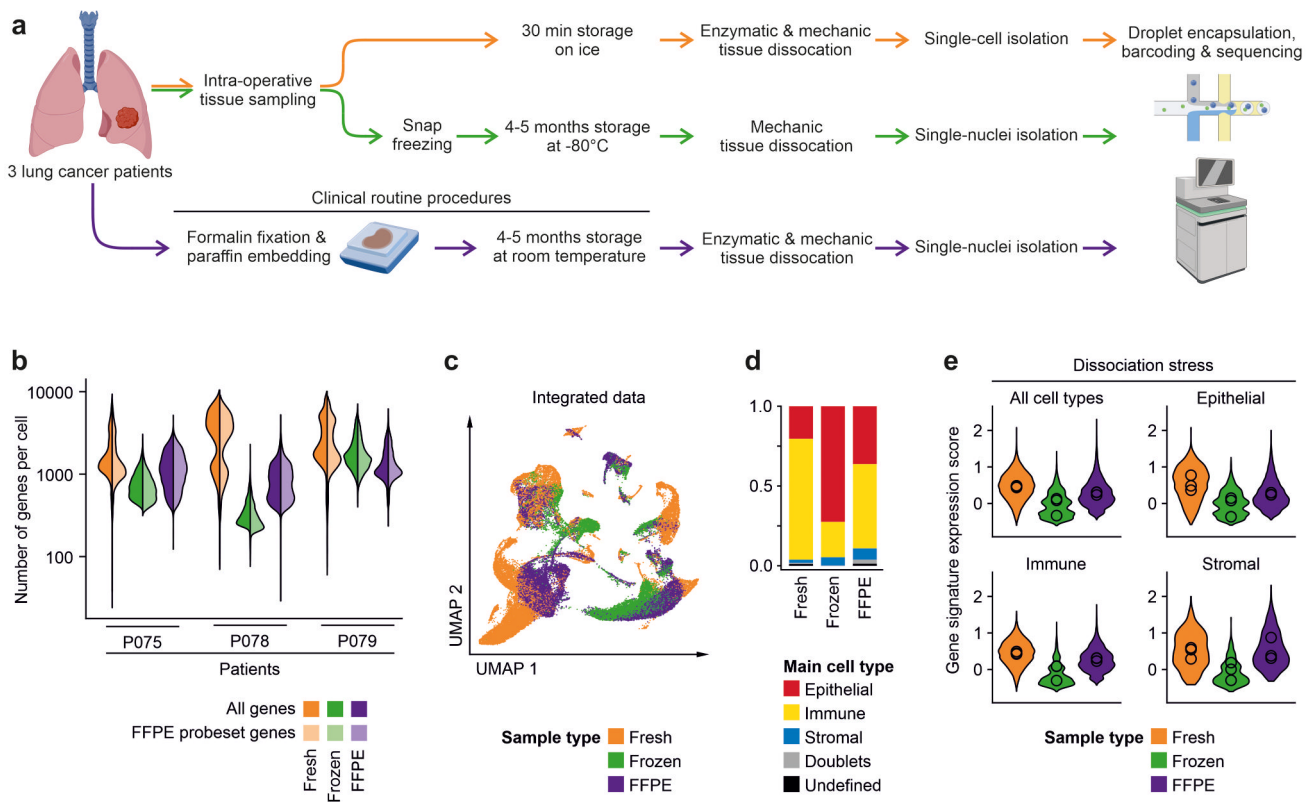 a
3 lung cancer patients
Intra-operative
tissue sampling
30 min storage
on ice
Enzymatic & mechanic
tissue dissocation
Single-cell isolation
Droplet encapsulation,
barcoding & sequencing
Snap
freezing
4-5 months storage
at -80°C
Mechanic
tissue dissocation
Single-nuclei isolation
Clinical routine procedures
Formalin fixation &
paraffin embedding
4-5 months storage
at room temperature
Enzymatic & mechanic
tissue dissocation
Single-nuclei isolation
b
Number of genes per cell
10000
1000
100
P075
P078
P079
Patients
All genes
FFPE probeset genes
Fresh
Frozen
FFPE
c
Integrated data
UMAP 2
UMAP 1
Sample type
Fresh
Frozen
FFPE
d
1.0
0.5
0.0
Fresh
Frozen
FFPE
Main cell type
Epithelial
Immune
Stromal
Doublets
Undefined
e
Dissociation stress
Gene signature expression score
All cell types
2
1
0
Epithelial
2
1
0
Immune
2
1
0
Stromal
2
1
0
Sample type
Fresh
Frozen
FFPE